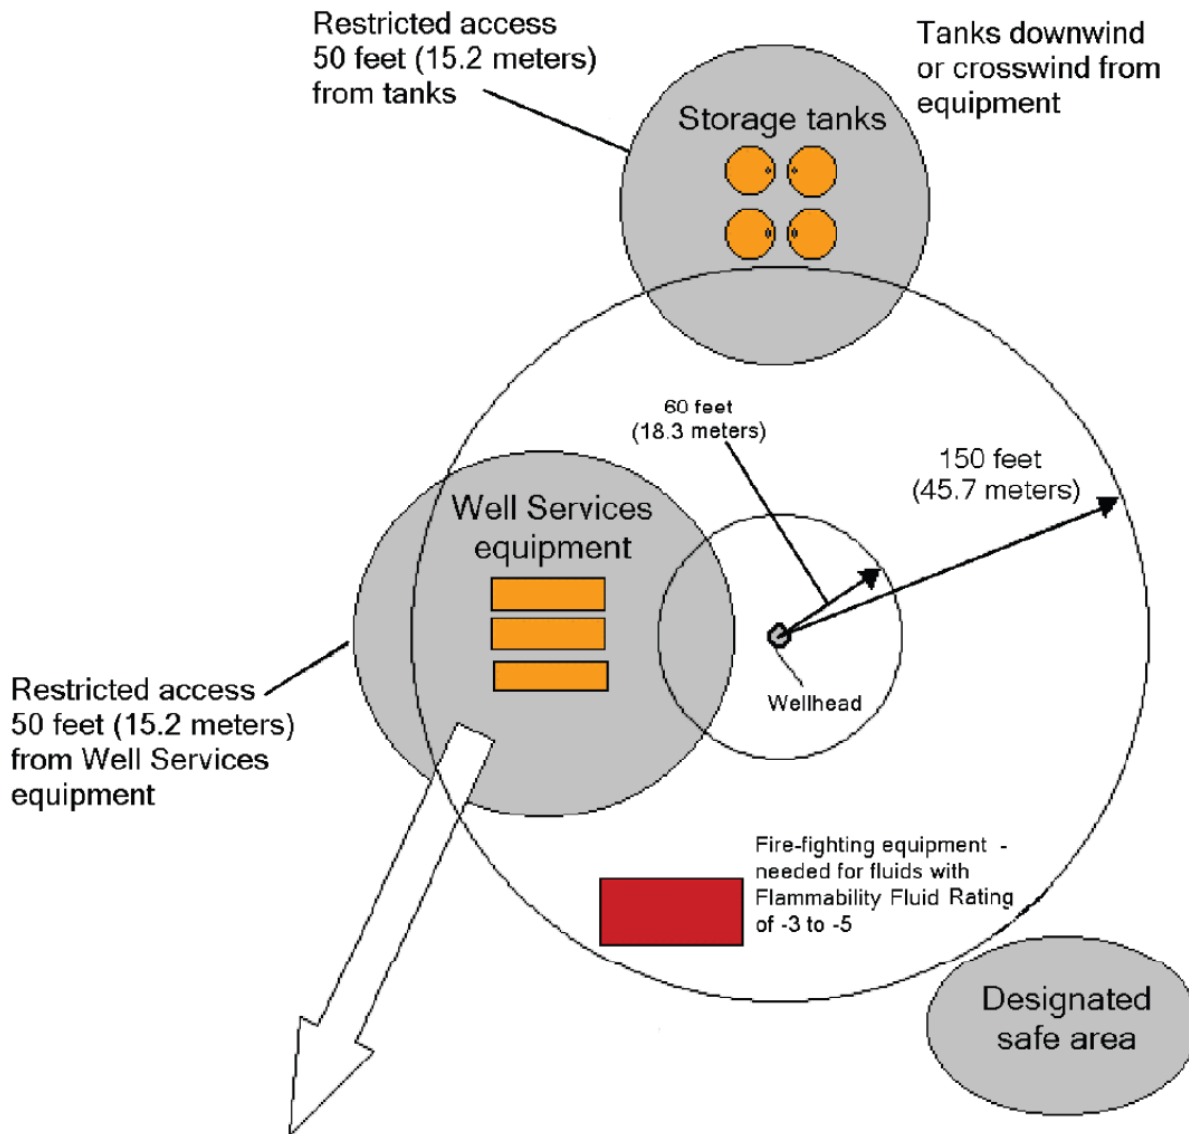 Restricted access
50 feet (15.2 meters)
from tanks
Tanks downwind
or crosswind from
equipment
Storage tanks
60 feet
(18.3 meters)
150 feet
(45.7 meters)
Well Services
equipment
Wellhead
Restricted access
50 feet (15.2 meters)
from Well Services
equipment
Fire-fighting equipment -
needed for fluids with
Flammability Fluid Rating
of -3 to -5
Designated
safe area